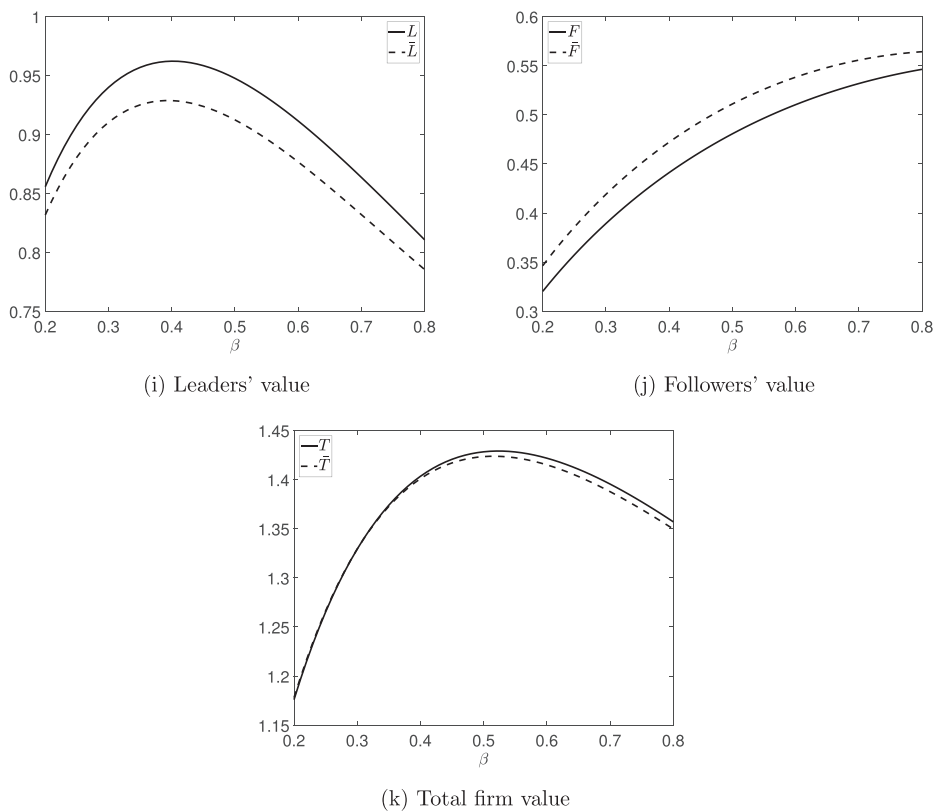 1
0.95
0.9
0.85
0.8
0.75
0.2 0.3 0.4 0.5 0.6 0.7 0.8
β
L
L̄
(i) Leaders' value
0.6
0.55
0.5
0.45
0.4
0.35
0.3
0.2 0.3 0.4 0.5 0.6 0.7 0.8
β
F
F̄
(j) Followers' value
1.45
1.4
1.35
1.3
1.25
1.2
1.15
0.2 0.3 0.4 0.5 0.6 0.7 0.8
β
T
T̄
(k) Total firm value